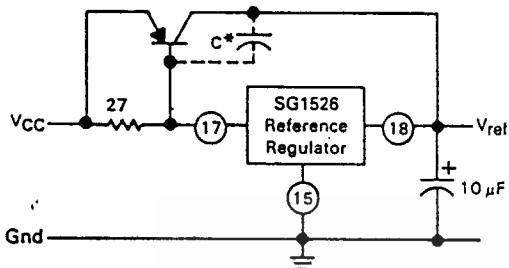 C*
27
VCC
17
SG1526
Reference
Regulator
18
Vref
+
10 μF
15
Gnd